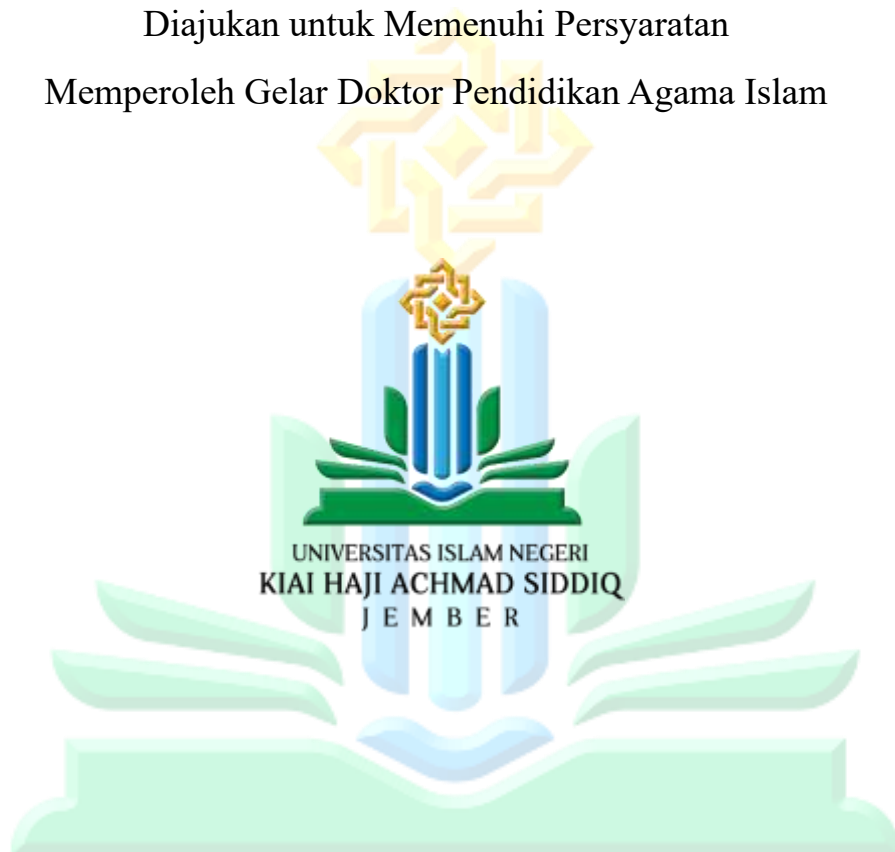 Diajukan untuk Memenuhi Persyaratan
Memperoleh Gelar Doktor Pendidikan Agama Islam
UNIVERSITAS ISLAM NEGERI
KIAI HAJI ACHMAD SIDDIQ
JEMBER